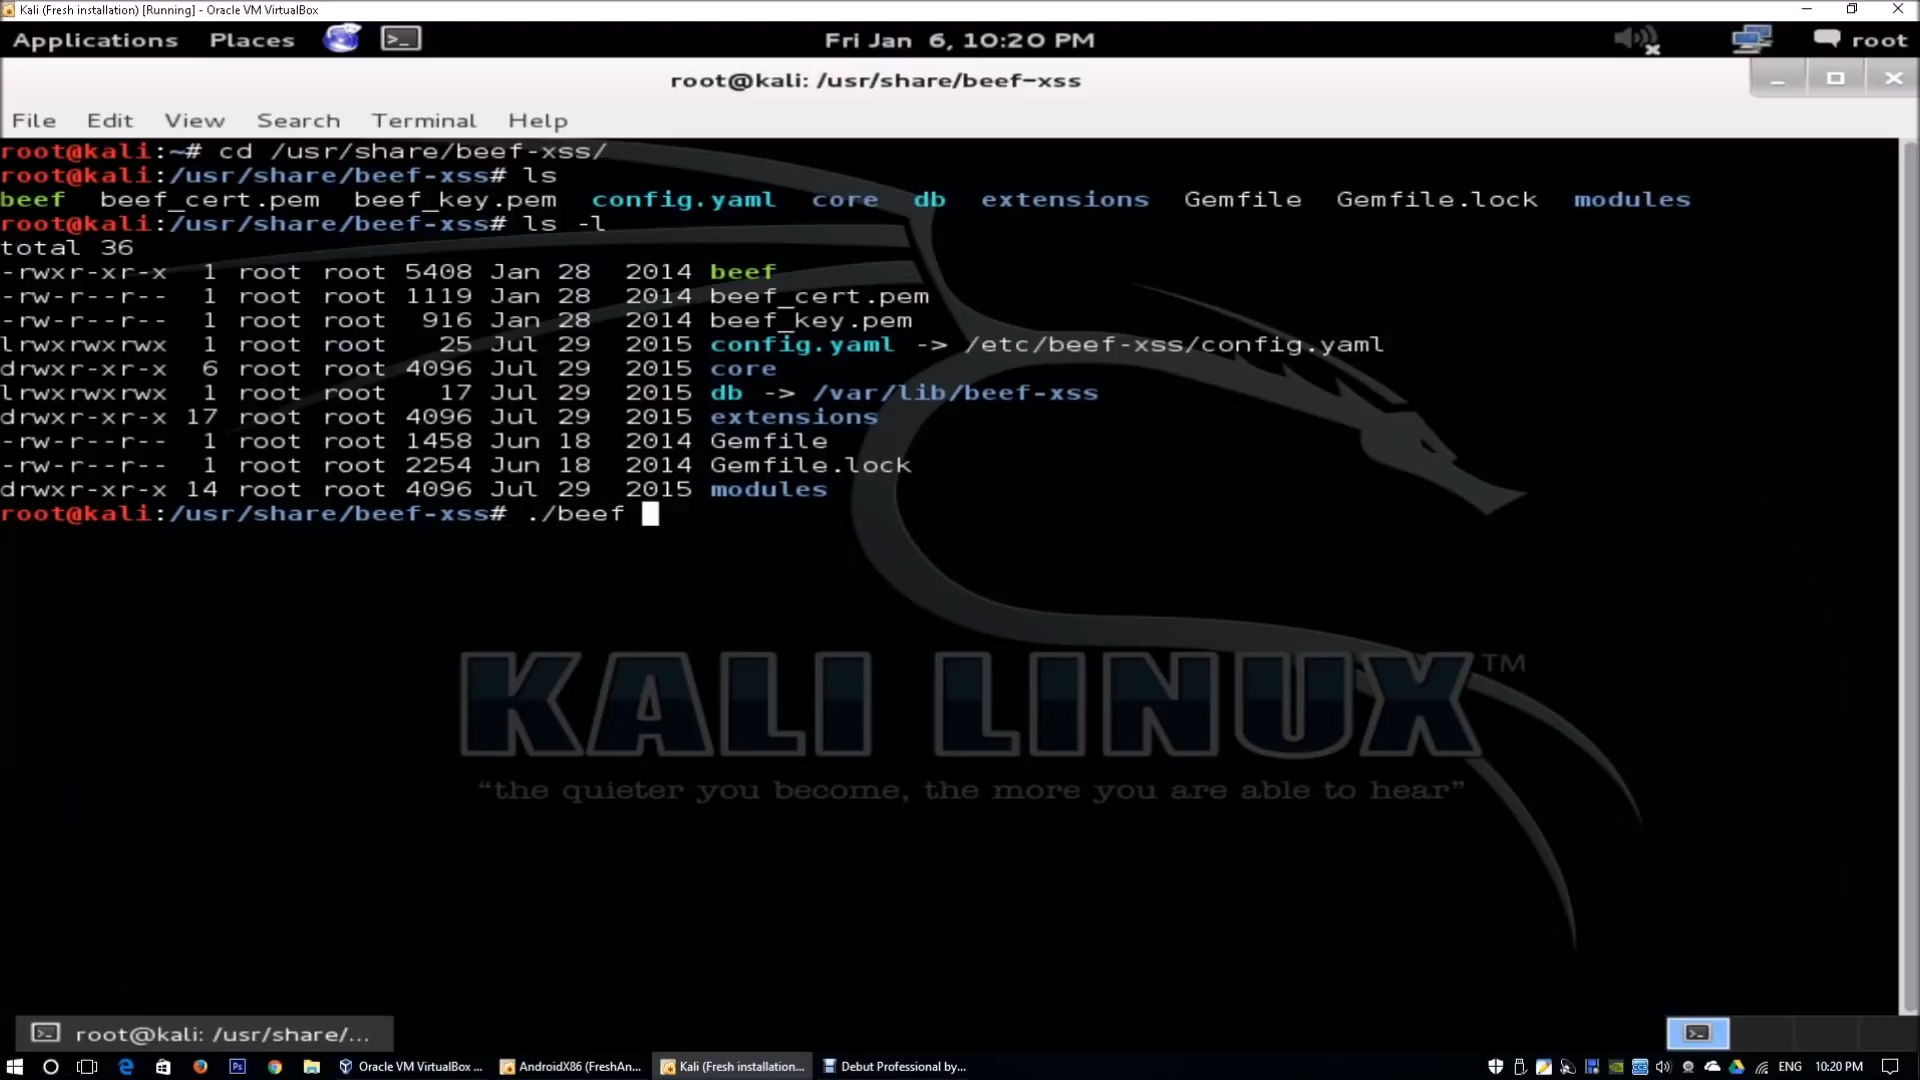 Kali (Fresh installation) [Running] - Oracle VM VirtualBox
Applications Places Fri Jan 6, 10:20 PM root
root@kali: /usr/share/beef-xss
File Edit View Search Terminal Help
root@kali:~# cd /usr/share/beef-xss/
root@kali:/usr/share/beef-xss# ls
beef beef_cert.pem beef_key.pem config.yaml core db extensions Gemfile Gemfile.lock modules
root@kali:/usr/share/beef-xss# ls -l
total 36
-rwxr-xr-x 1 root root 5408 Jan 28 2014 beef
-rw-r--r-- 1 root root 1119 Jan 28 2014 beef_cert.pem
-rw-r--r-- 1 root root 916 Jan 28 2014 beef_key.pem
lrwxrwxrwx 1 root root 25 Jul 29 2015 config.yaml -> /etc/beef-xss/config.yaml
drwxr-xr-x 6 root root 4096 Jul 29 2015 core
lrwxrwxrwx 1 root root 17 Jul 29 2015 db -> /var/lib/beef-xss
drwxr-xr-x 17 root root 4096 Jul 29 2015 extensions
-rw-r--r-- 1 root root 1458 Jun 18 2014 Gemfile
-rw-r--r-- 1 root root 2254 Jun 18 2014 Gemfile.lock
drwxr-xr-x 14 root root 4096 Jul 29 2015 modules
root@kali:/usr/share/beef-xss# ./beef
KALI LINUX™
“the quieter you become, the more you are able to hear”
root@kali: /usr/share/...
Ps Oracle VM VirtualBox ... AndroidX86 (FreshAn... Kali (Fresh installation... Debut Professional by... ENG 10:20 PM